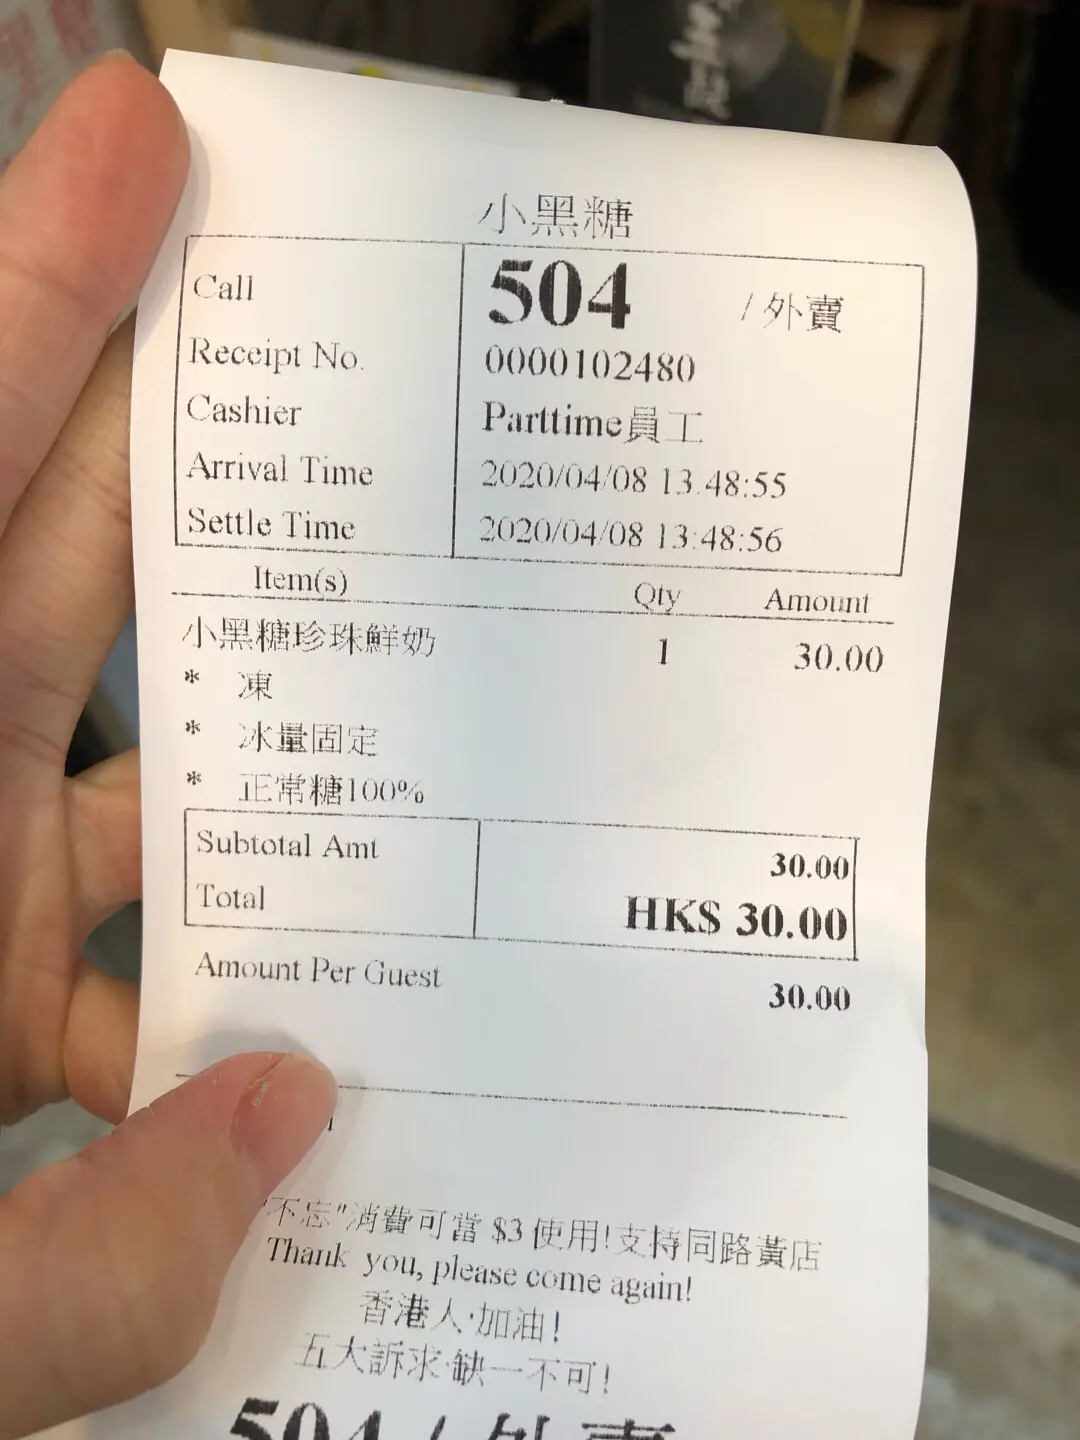 小黑糖
Call 504 /外賣
Receipt No. 0000102480
Cashier Parttime員工
Arrival Time 2020/04/08 13:48:55
Settle Time 2020/04/08 13:48:56
Item(s) Qty Amount
小黑糖珍珠鮮奶 1 30.00
* 凍
* 冰量固定
* 正常糖100%
Subtotal Amt 30.00
Total HK$ 30.00
Amount Per Guest 30.00
不忘"消費可當 $3 使用!支持同路黃店
Thank you, please come again!
香港人·加油!
五大訴求·缺一不可!
504 / 外賣